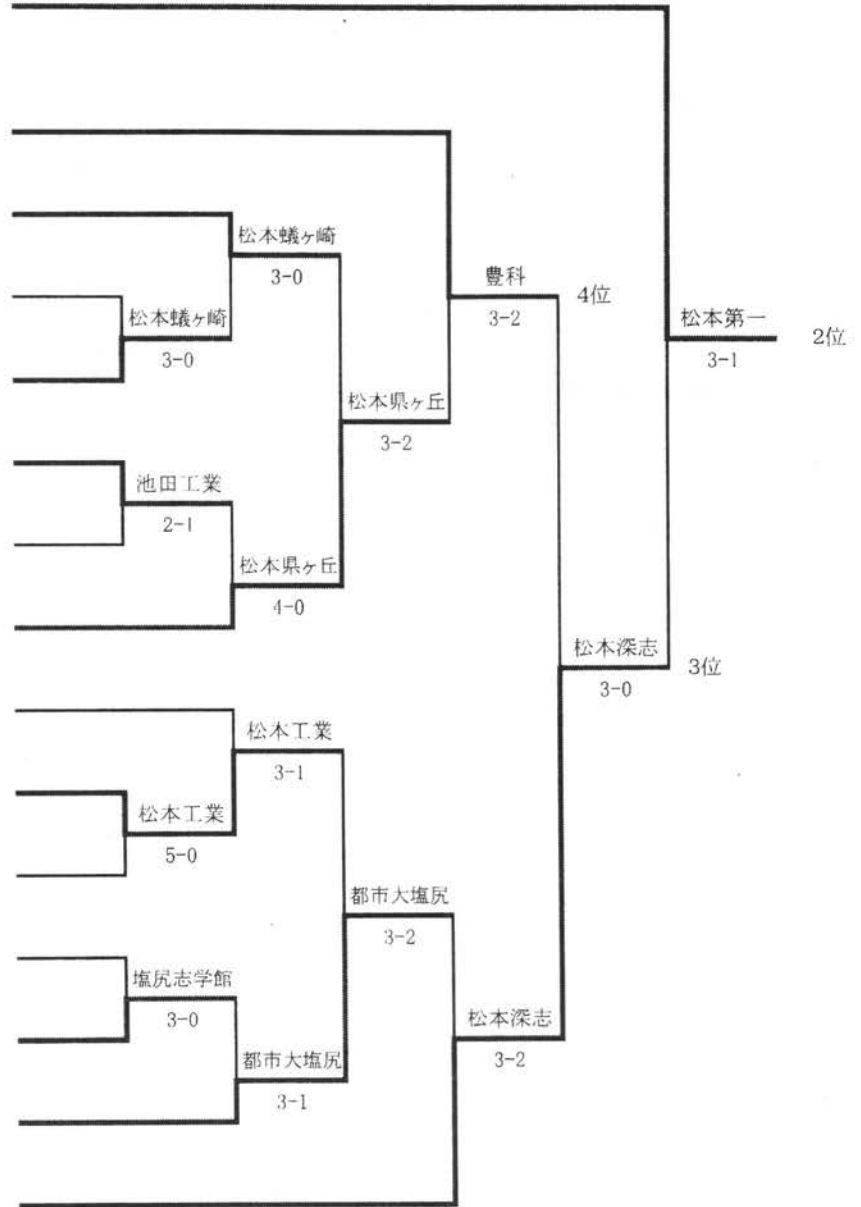 松本蟻ヶ崎
3-0
豊科
3-2
4位
松本蟻ヶ崎
3-0
松本第一
3-1
2位
松本県ヶ丘
3-2
池田工業
2-1
松本県ヶ丘
4-0
松本深志
3-0
3位
松本工業
3-1
松本工業
5-0
都市大塩尻
3-2
塩尻志学館
3-0
松本深志
3-2
都市大塩尻
3-1